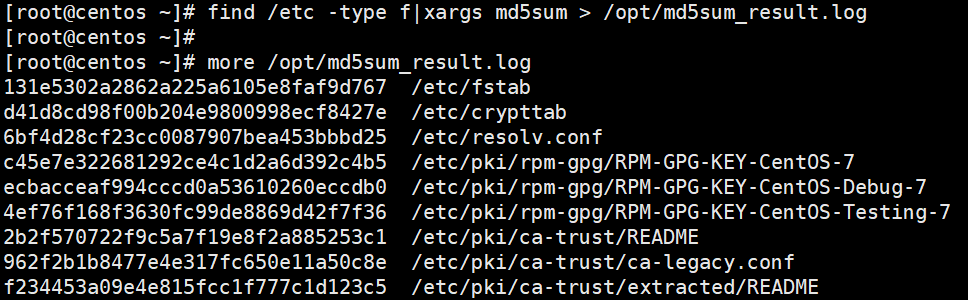 [root@centos ~]# find /etc -type f|xargs md5sum > /opt/md5sum_result.log
[root@centos ~]#
[root@centos ~]# more /opt/md5sum_result.log
131e5302a2862a225a6105e8faf9d767  /etc/fstab
d41d8cd98f00b204e9800998ecf8427e  /etc/crypttab
6bf4d28cf23cc0087907bea453bbbd25  /etc/resolv.conf
c45e7e322681292ce4c1d2a6d392c4b5  /etc/pki/rpm-gpg/RPM-GPG-KEY-CentOS-7
ecbacceaf994cccd0a53610260eccdb0  /etc/pki/rpm-gpg/RPM-GPG-KEY-CentOS-Debug-7
4ef76f168f3630fc99de8869d42f7f36  /etc/pki/rpm-gpg/RPM-GPG-KEY-CentOS-Testing-7
2b2f570722f9c5a7f19e8f2a885253c1  /etc/pki/ca-trust/README
962f2b1b8477e4e317fc650e11a50c8e  /etc/pki/ca-trust/ca-legacy.conf
f234453a09e4e815fcc1f777c1d123c5  /etc/pki/ca-trust/extracted/README